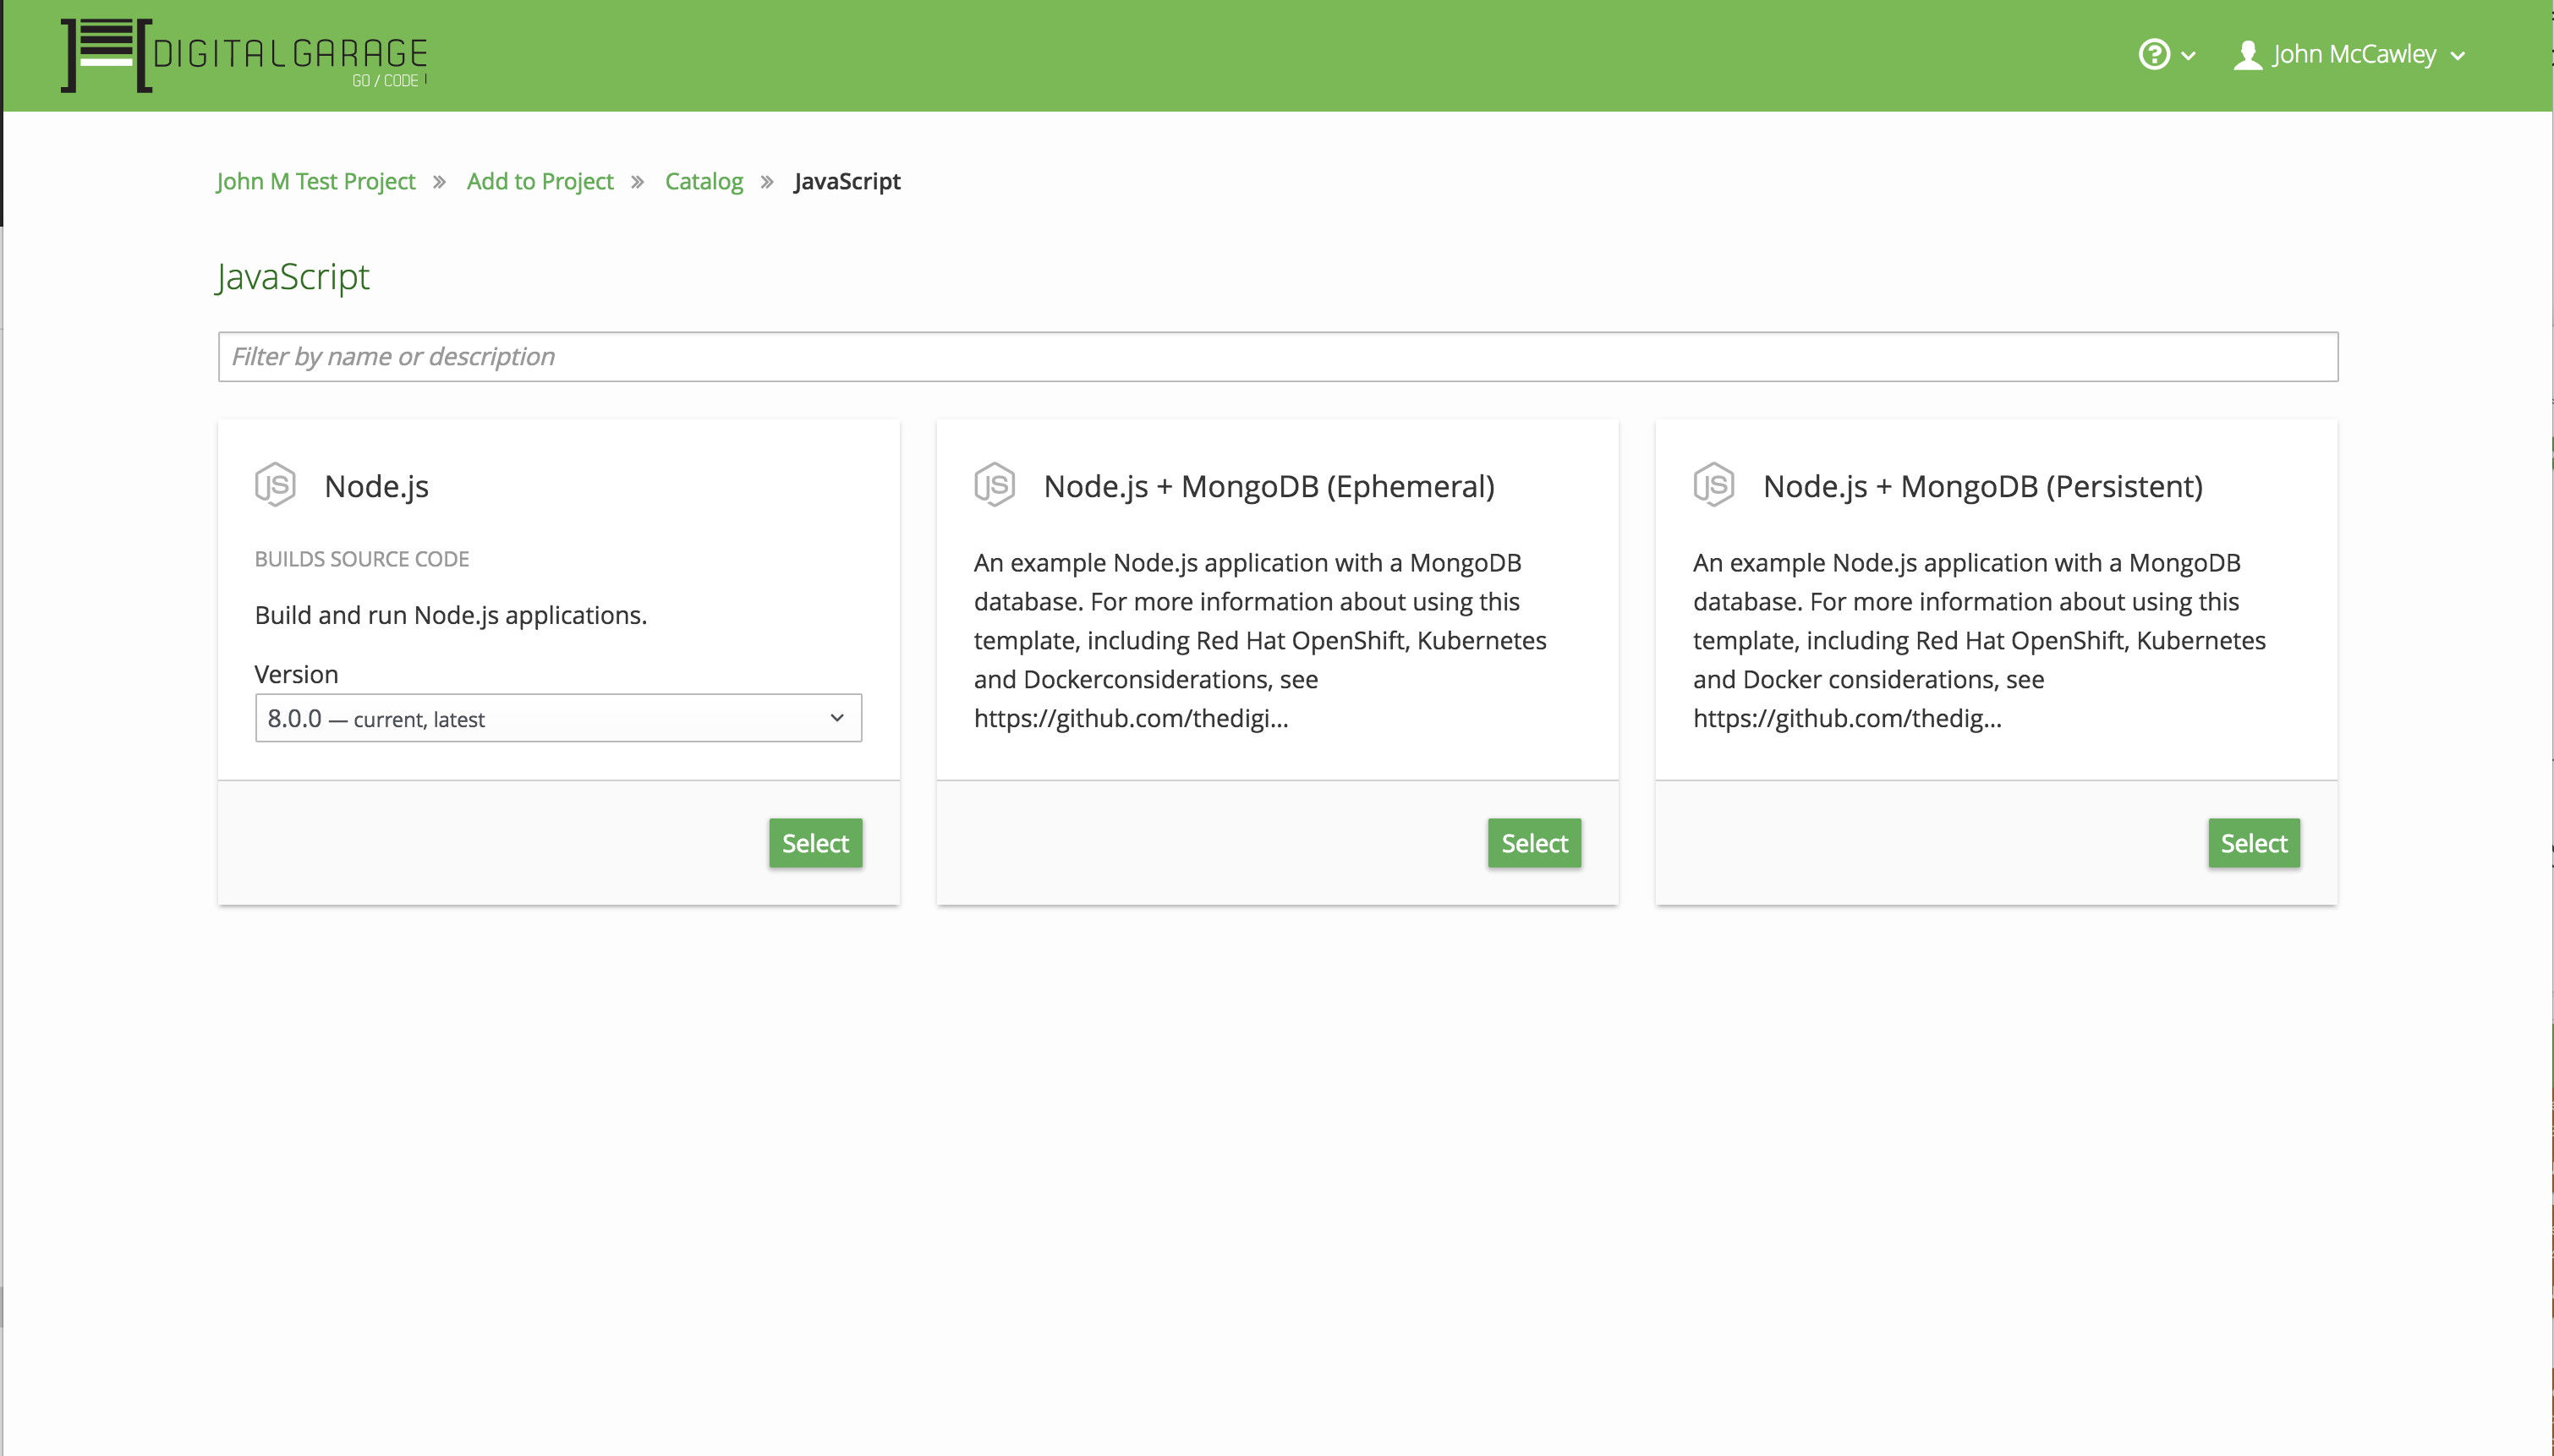 DIGITALGARAGE
GO / CODE
John McCawley
John M Test Project » Add to Project » Catalog » JavaScript
JavaScript
Filter by name or description
JS Node.js
BUILDS SOURCE CODE
Build and run Node.js applications.
Version
8.0.0 — current, latest
Select
JS Node.js + MongoDB (Ephemeral)
An example Node.js application with a MongoDB
database. For more information about using this
template, including Red Hat OpenShift, Kubernetes
and Dockerconsiderations, see
https://github.com/thedigi...
Select
JS Node.js + MongoDB (Persistent)
An example Node.js application with a MongoDB
database. For more information about using this
template, including Red Hat OpenShift, Kubernetes
and Docker considerations, see
https://github.com/thedig...
Select